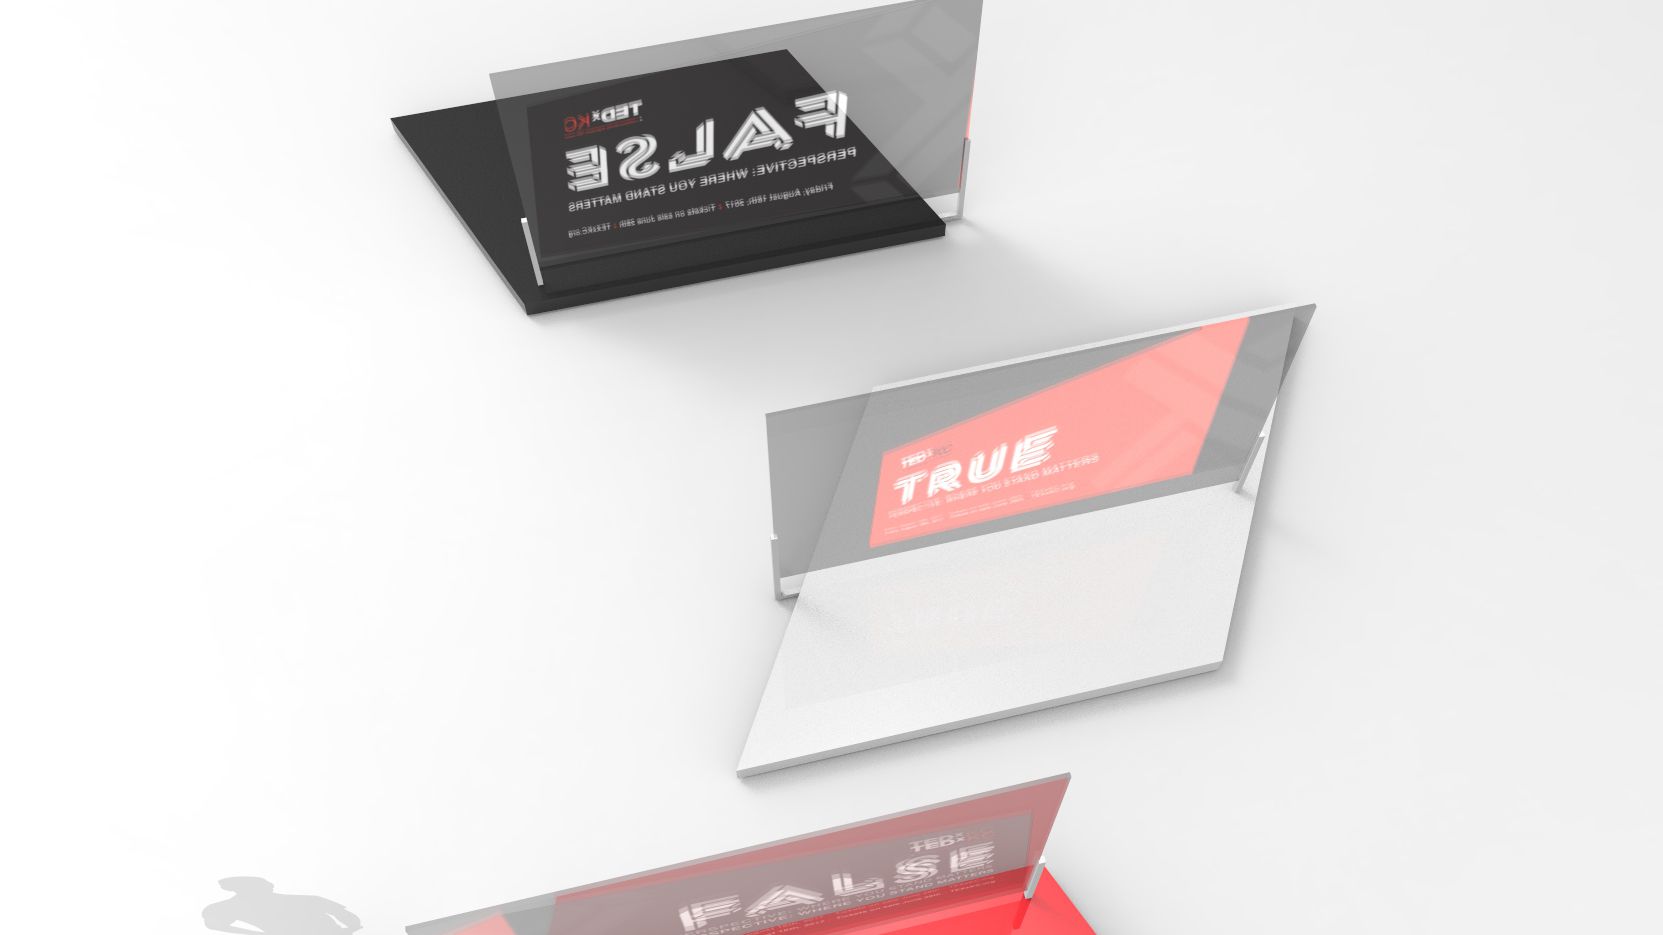 TEDxKC
FALSE
PERSPECTIVE: WHERE YOU STAND MATTERS
Friday, August 18th, 2017 / Tickets on sale June 28th / TEDxKC.org
TEDxKC
TRUE
PERSPECTIVE: WHERE YOU STAND MATTERS
TEDxKC
FALSE
PERSPECTIVE: WHERE YOU STAND MATTERS